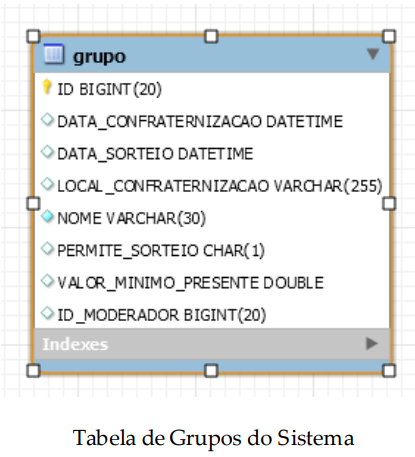 grupo
ID BIGINT(20)
DATA_CONFRATERNIZACAO DATETIME
DATA_SORTEIO DATETIME
LOCAL_CONFRATERNIZACAO VARCHAR(255)
NOME VARCHAR(30)
PERMITE_SORTEIO CHAR(1)
VALOR_MINIMO_PRESENTE DOUBLE
ID_MODERADOR BIGINT(20)
Indexes
Tabela de Grupos do Sistema